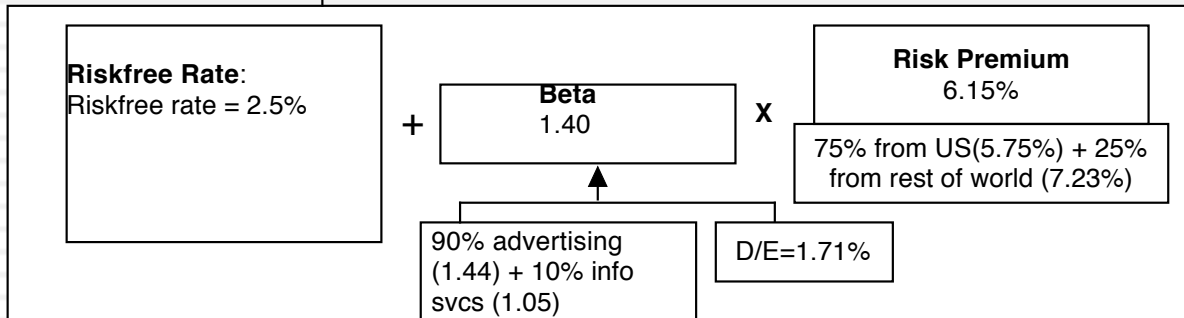 Riskfree Rate:
Riskfree rate = 2.5%
+
Beta
1.40
X
Risk Premium
6.15%
75% from US(5.75%) + 25%
from rest of world (7.23%)
90% advertising
(1.44) + 10% info
svcs (1.05)
D/E=1.71%